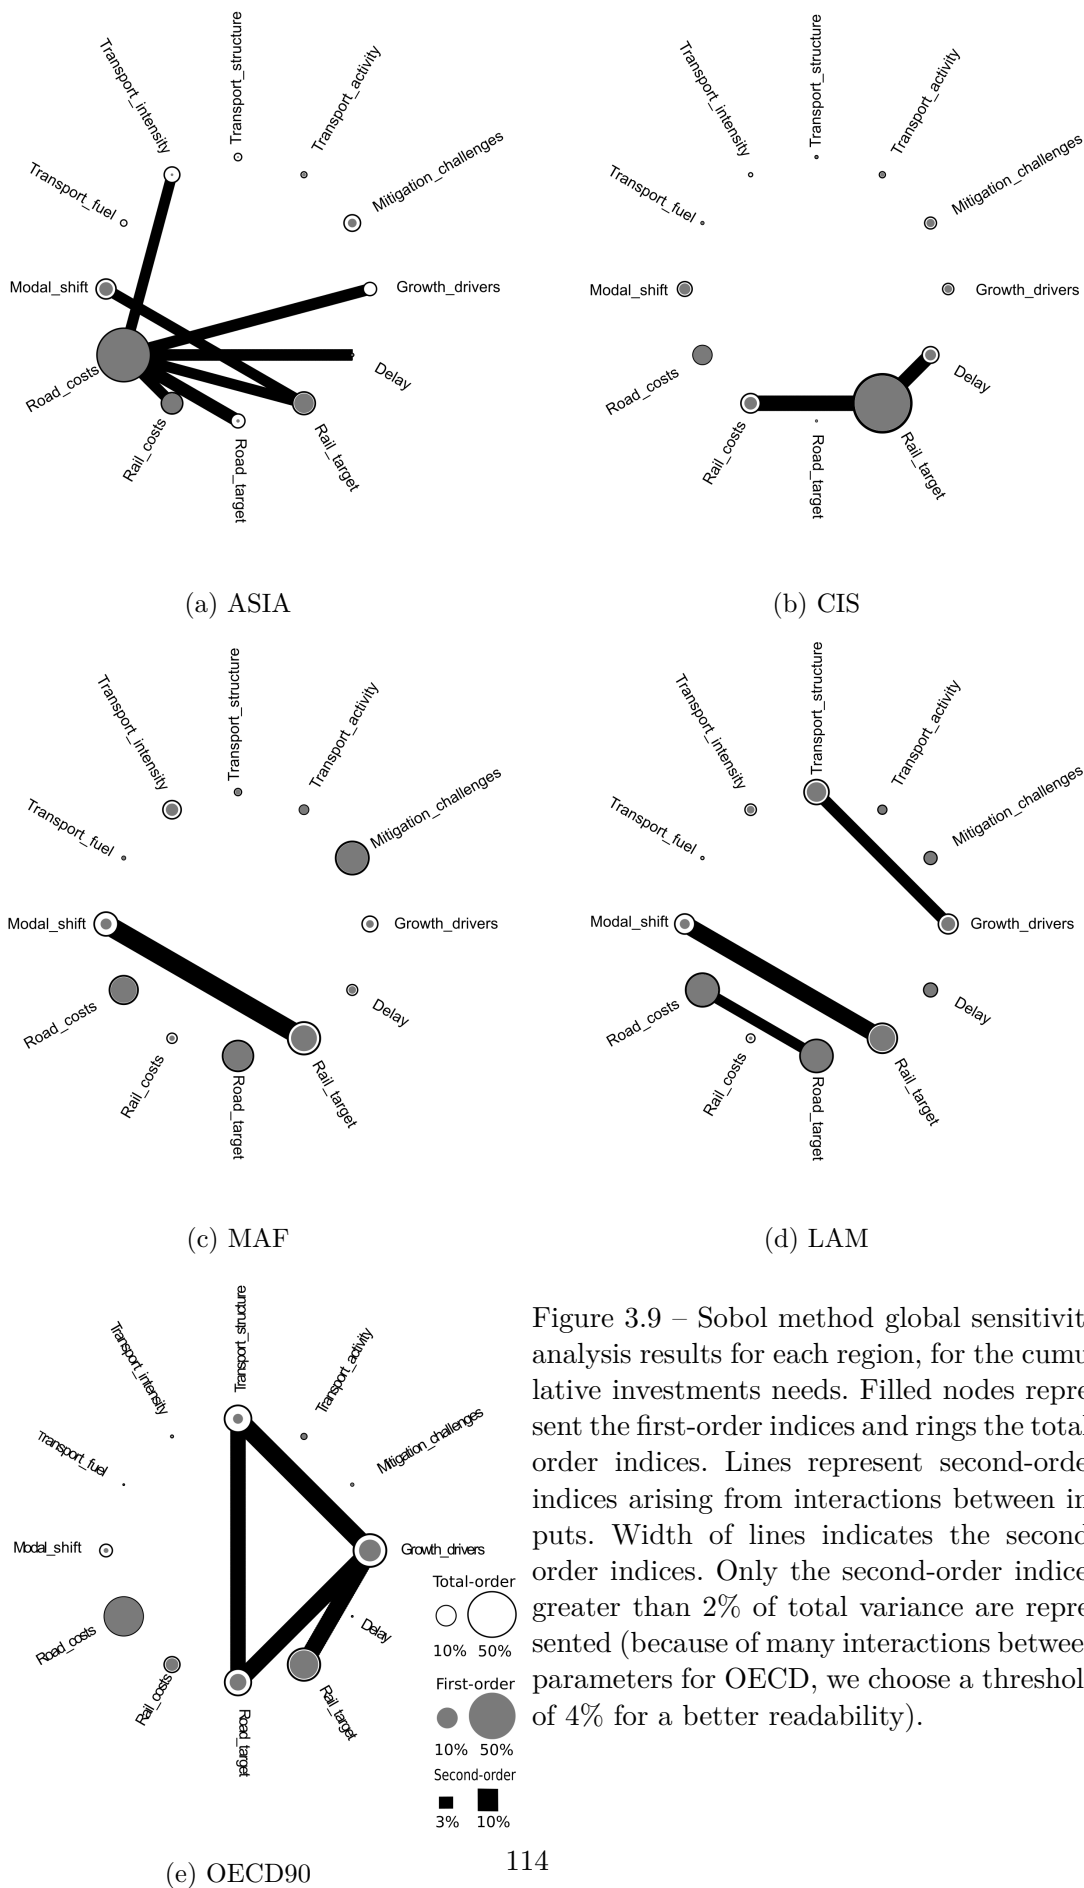 Transport_structure
Transport_intensity
Transport_activity
Transport_fuel
Mitigation_challenges
Modal_shift
Growth_drivers
Road_costs
Delay
Rail_costs
Road_target
Rail_target
(a) ASIA
Transport_structure
Transport_intensity
Transport_activity
Transport_fuel
Mitigation_challenges
Modal_shift
Growth_drivers
Road_costs
Delay
Rail_costs
Road_target
Rail_target
(b) CIS
Transport_structure
Transport_intensity
Transport_activity
Transport_fuel
Mitigation_challenges
Modal_shift
Growth_drivers
Road_costs
Delay
Rail_costs
Road_target
Rail_target
(c) MAF
Transport_structure
Transport_intensity
Transport_activity
Transport_fuel
Mitigation_challenges
Modal_shift
Growth_drivers
Road_costs
Delay
Rail_costs
Road_target
Rail_target
(d) LAM
Transport_structure
Transport_intensity
Transport_activity
Transport_fuel
Mitigation_challenges
Modal_shift
Growth_drivers
Road_costs
Delay
Rail_costs
Road_target
Rail_target
Total-order
10% 50%
First-order
10% 50%
Second-order
3% 10%
(e) OECD90
Figure 3.9 – Sobol method global sensitivit
analysis results for each region, for the cumu
lative investments needs. Filled nodes repre
sent the first-order indices and rings the total
order indices. Lines represent second-orde
indices arising from interactions between in
puts. Width of lines indicates the second
order indices. Only the second-order indice
greater than 2% of total variance are repre
sented (because of many interactions betwee
parameters for OECD, we choose a threshol
of 4% for a better readability).
114